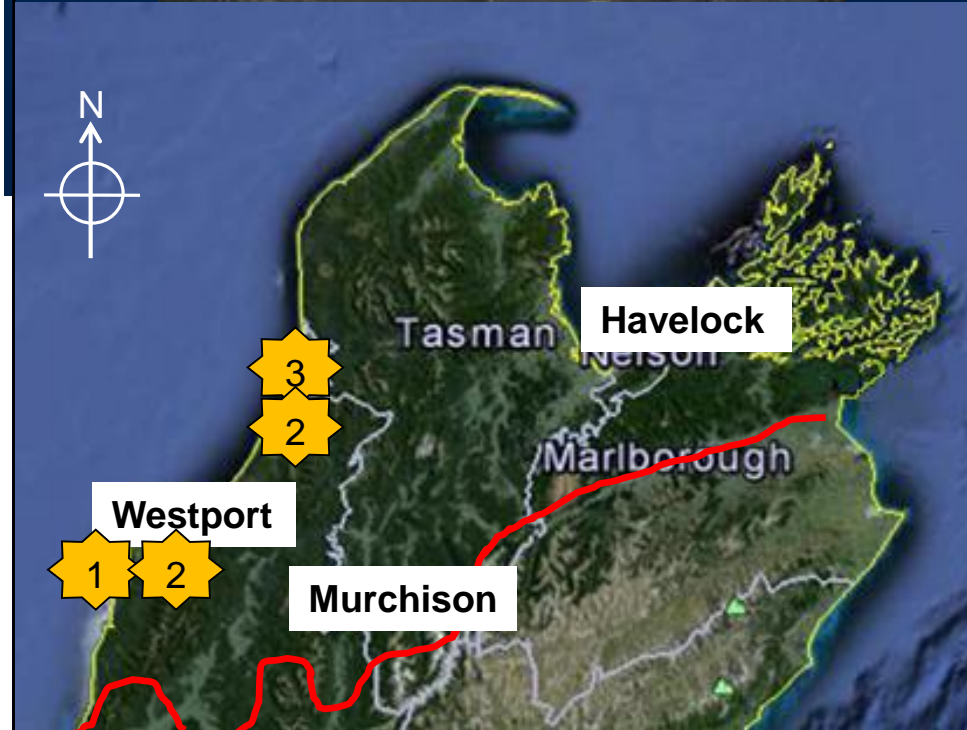 N
Havelock
Tasman
Nelson
3
2
Marlborough
Westport
1
2
Murchison